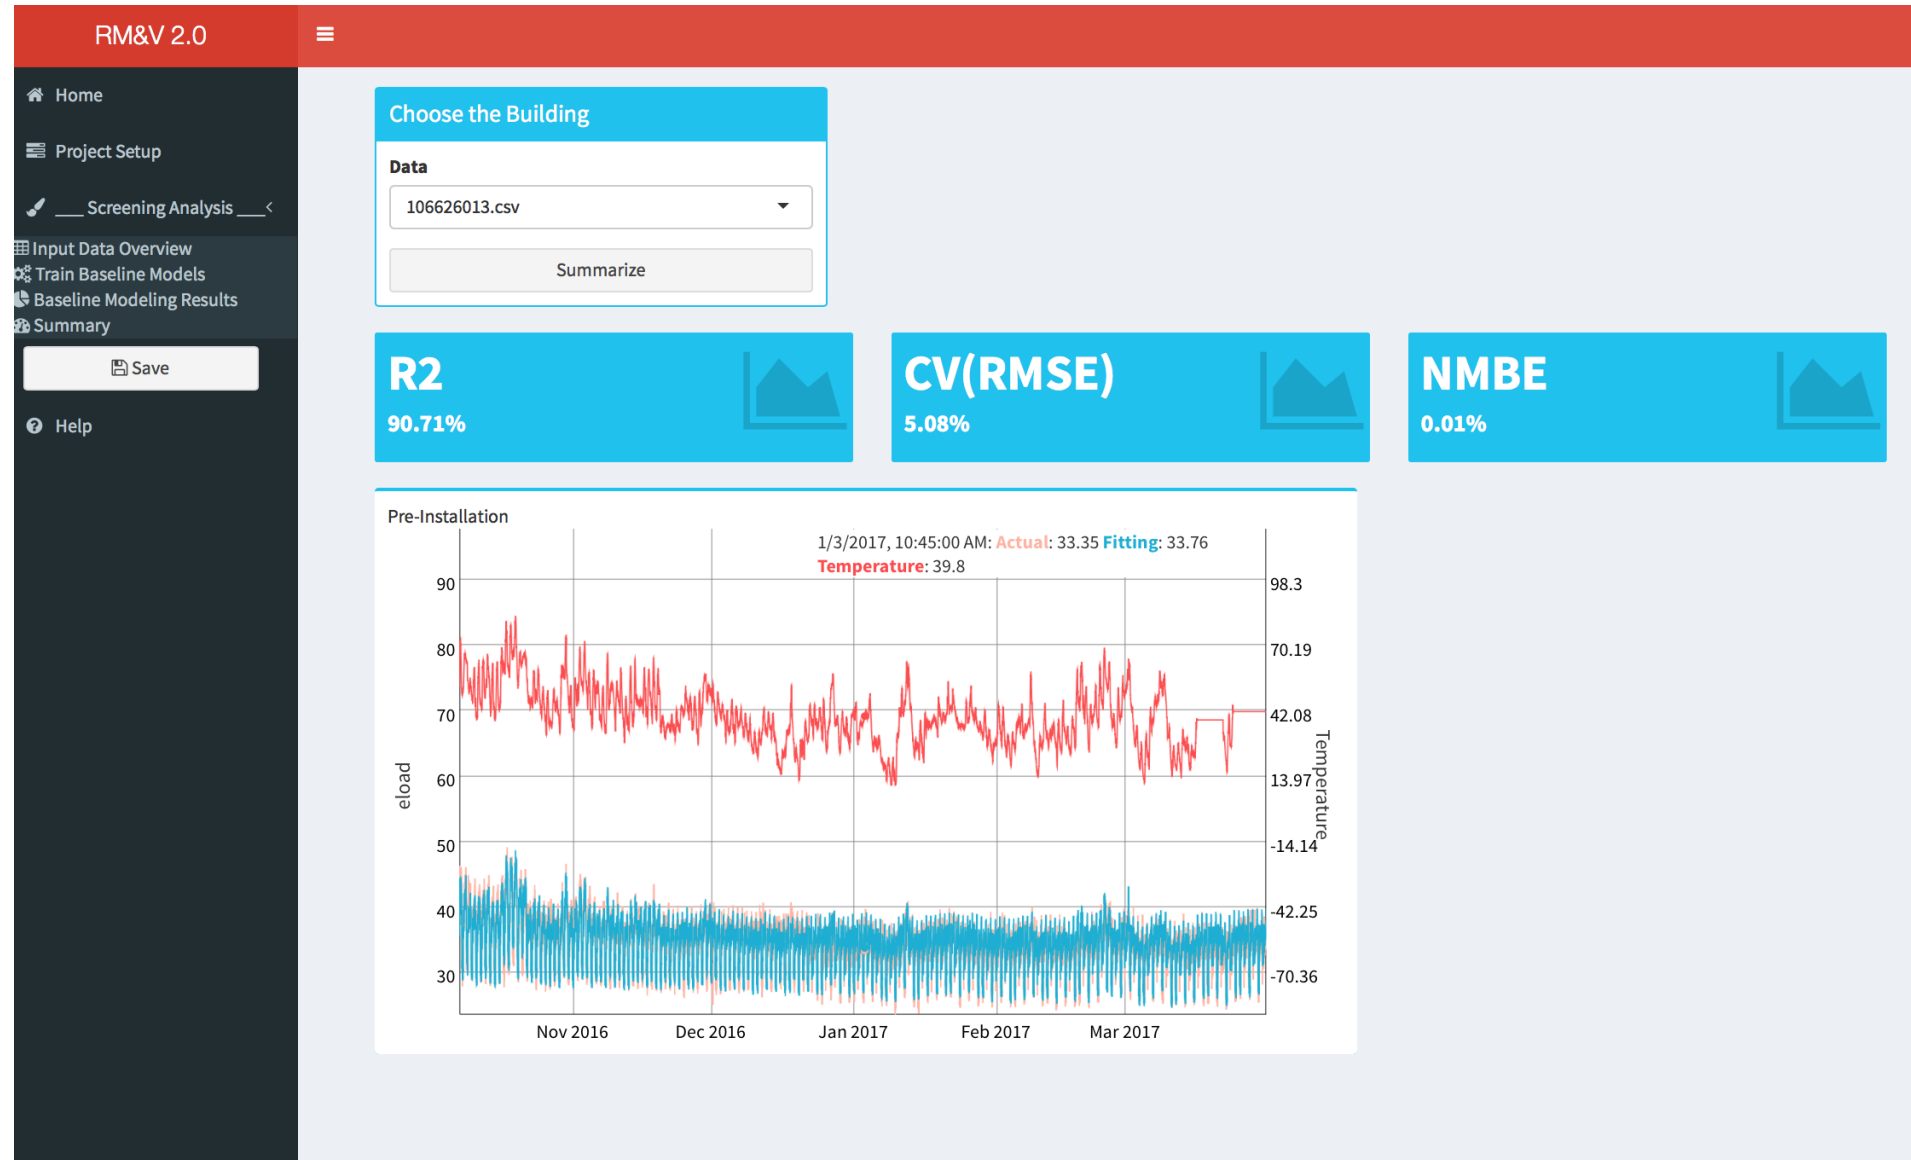 RM&V 2.0
Home
Project Setup
___ Screening Analysis ___
Input Data Overview
Train Baseline Models
Baseline Modeling Results
Summary
Save
Help
Choose the Building
Data
106626013.csv
Summarize
R2
90.71%
CV(RMSE)
5.08%
NMBE
0.01%
Pre-Installation
1/3/2017, 10:45:00 AM: Actual: 33.35 Fitting: 33.76
Temperature: 39.8
90
80
70
60
50
40
30
eload
98.3
70.19
42.08
13.97
-14.14
-42.25
-70.36
Temperature
Nov 2016
Dec 2016
Jan 2017
Feb 2017
Mar 2017